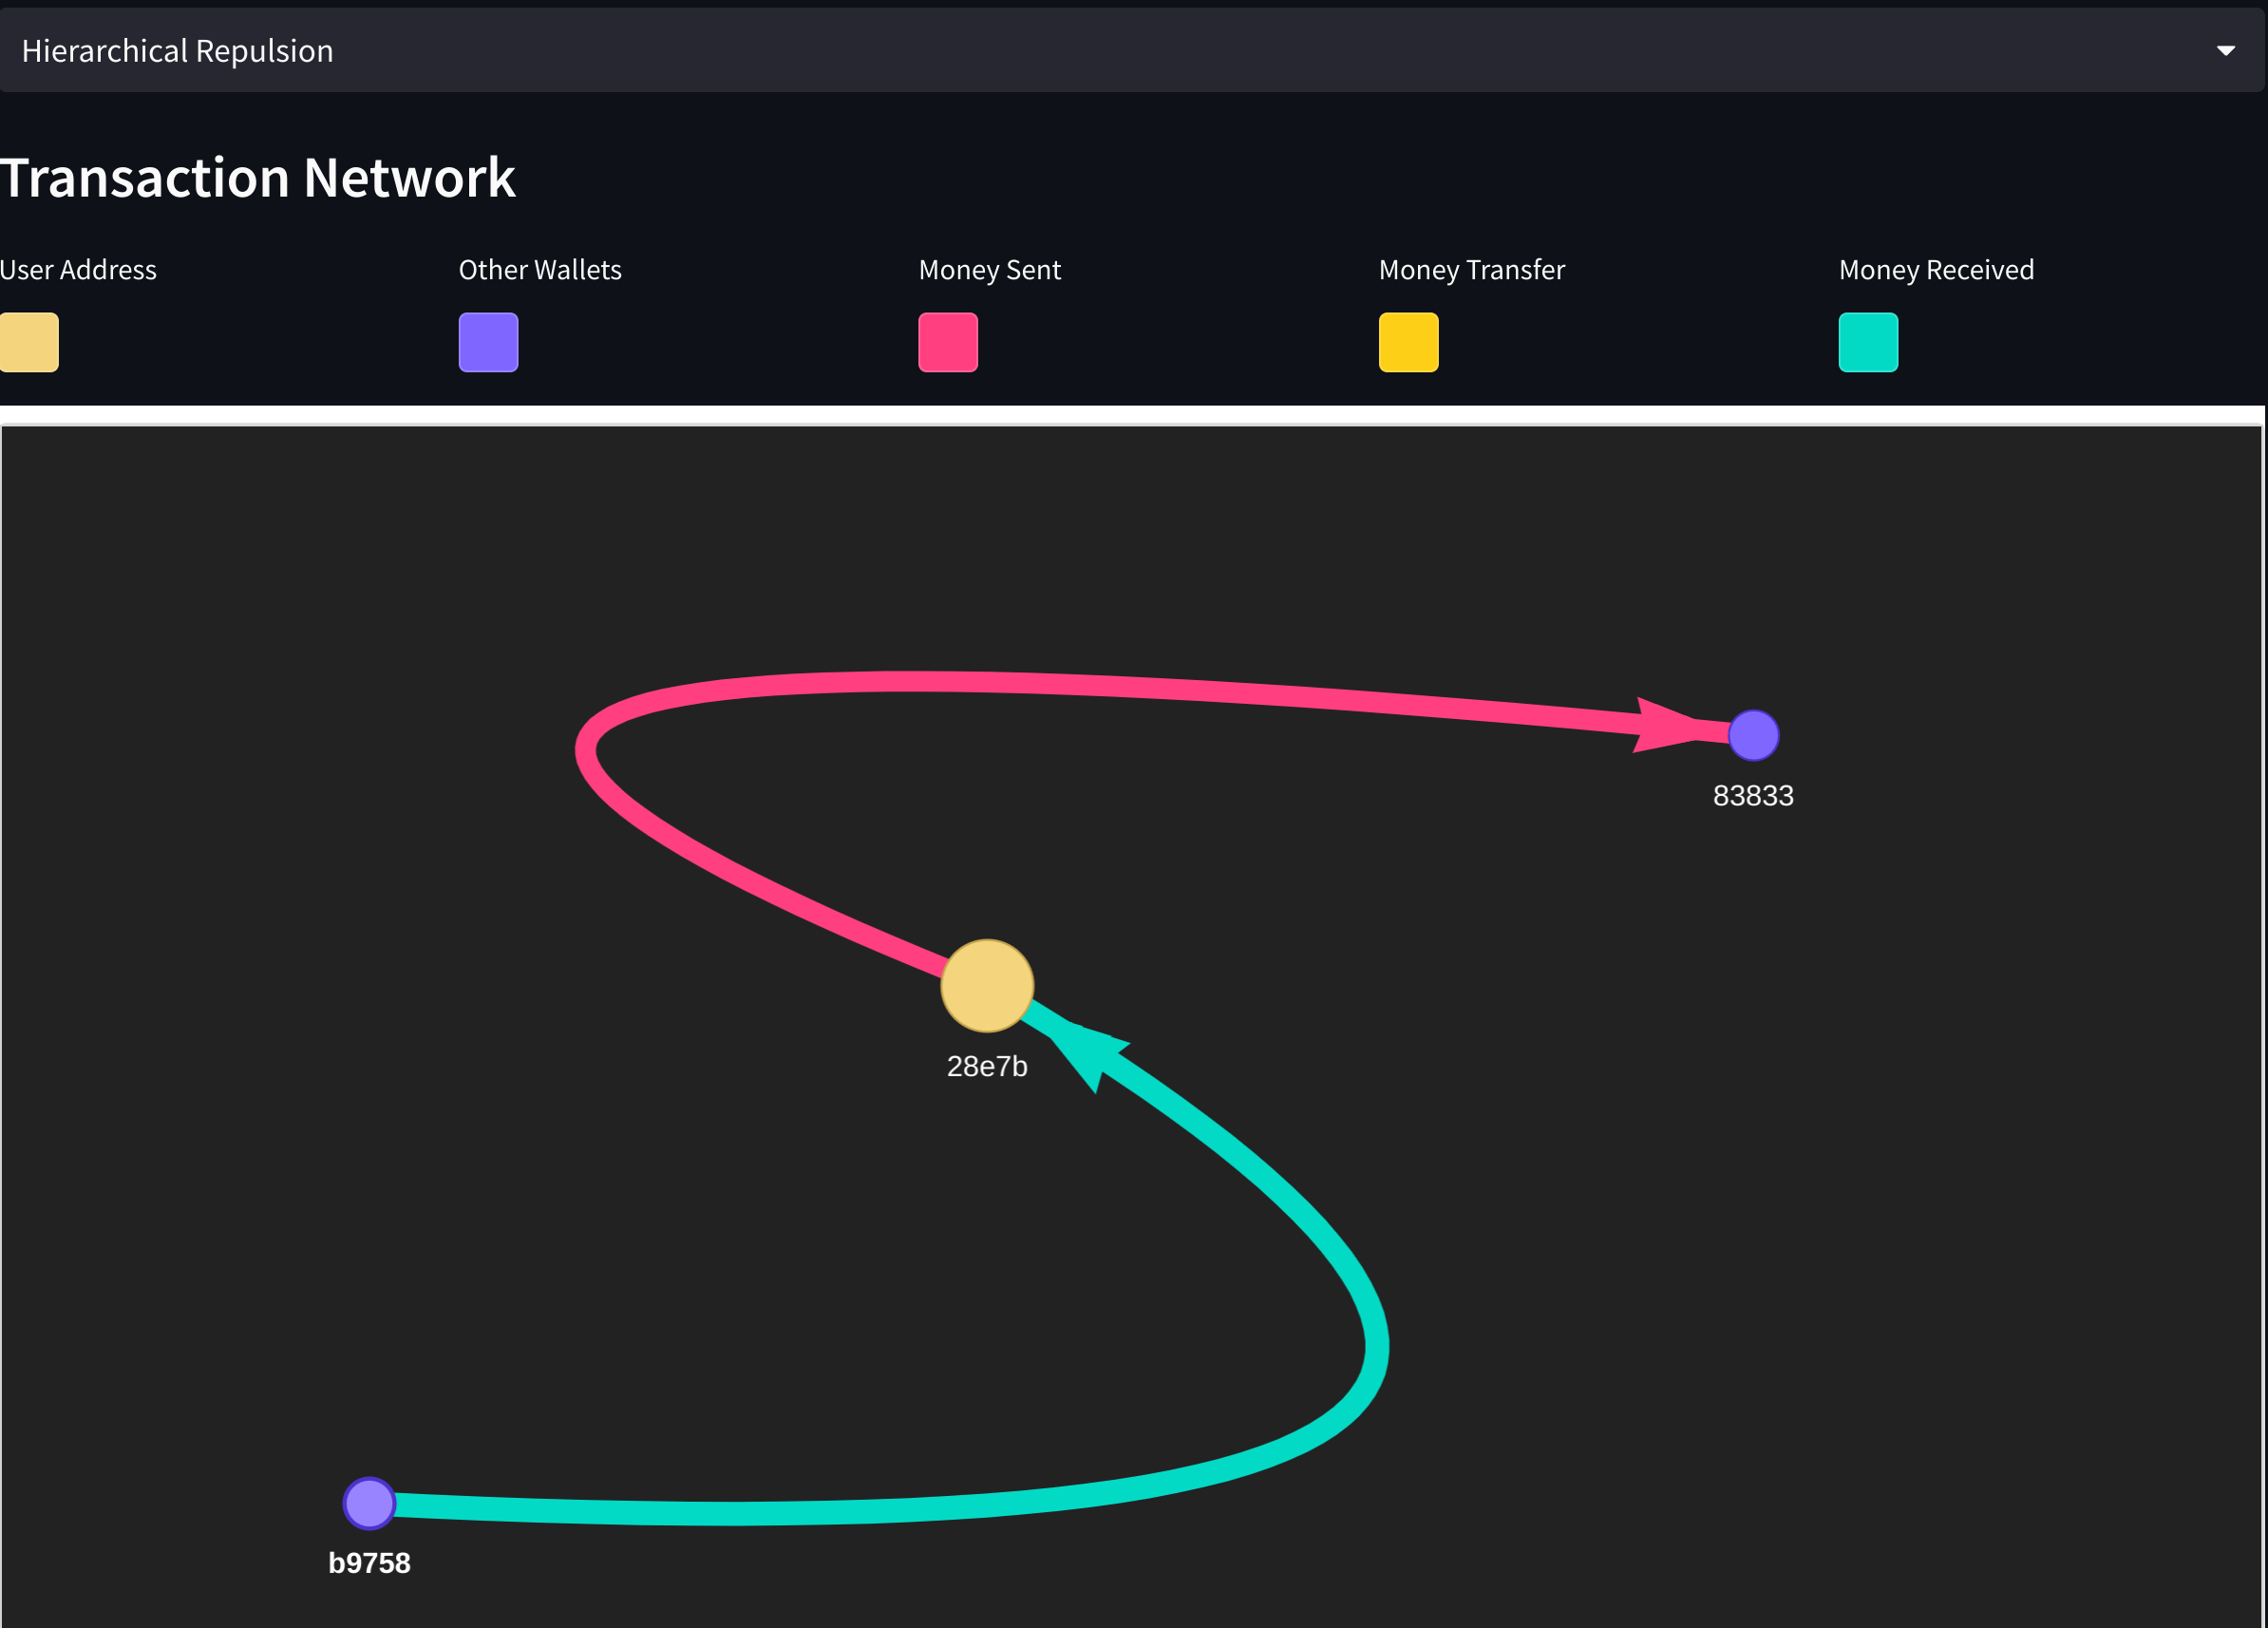 Hierarchical Repulsion
Transaction Network
User Address
Other Wallets
Money Sent
Money Transfer
Money Received
83833
28e7b
b9758